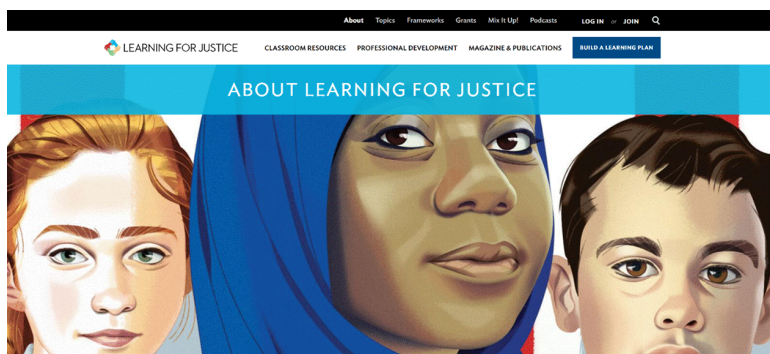 About Topics Frameworks Grants Mix It Up! Podcasts LOG IN or JOIN
LEARNING FOR JUSTICE CLASSROOM RESOURCES PROFESSIONAL DEVELOPMENT MAGAZINE & PUBLICATIONS BUILD A LEARNING PLAN
ABOUT LEARNING FOR JUSTICE